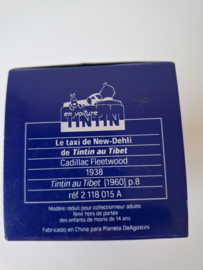 en voiture
TINTIN
Le taxi de New-Dehli
de Tintin au Tibet
Cadillac Fleetwood
1938
Tintin au Tibet [1960] p.8
réf 2 118 015 A
Modèle réduit pour collectionneur adulte.
Tenir hors de portée
des enfants de moins de 14 ans.
Fabricado en China para Planeta DeAgostini